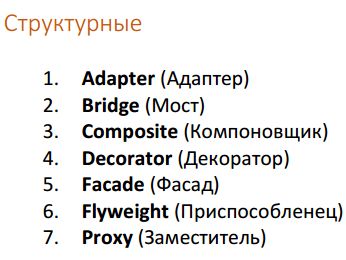 Структурные
1. Adapter (Адаптер)
2. Bridge (Мост)
3. Composite (Компоновщик)
4. Decorator (Декоратор)
5. Facade (Фасад)
6. Flyweight (Приспособленец)
7. Proxy (Заместитель)